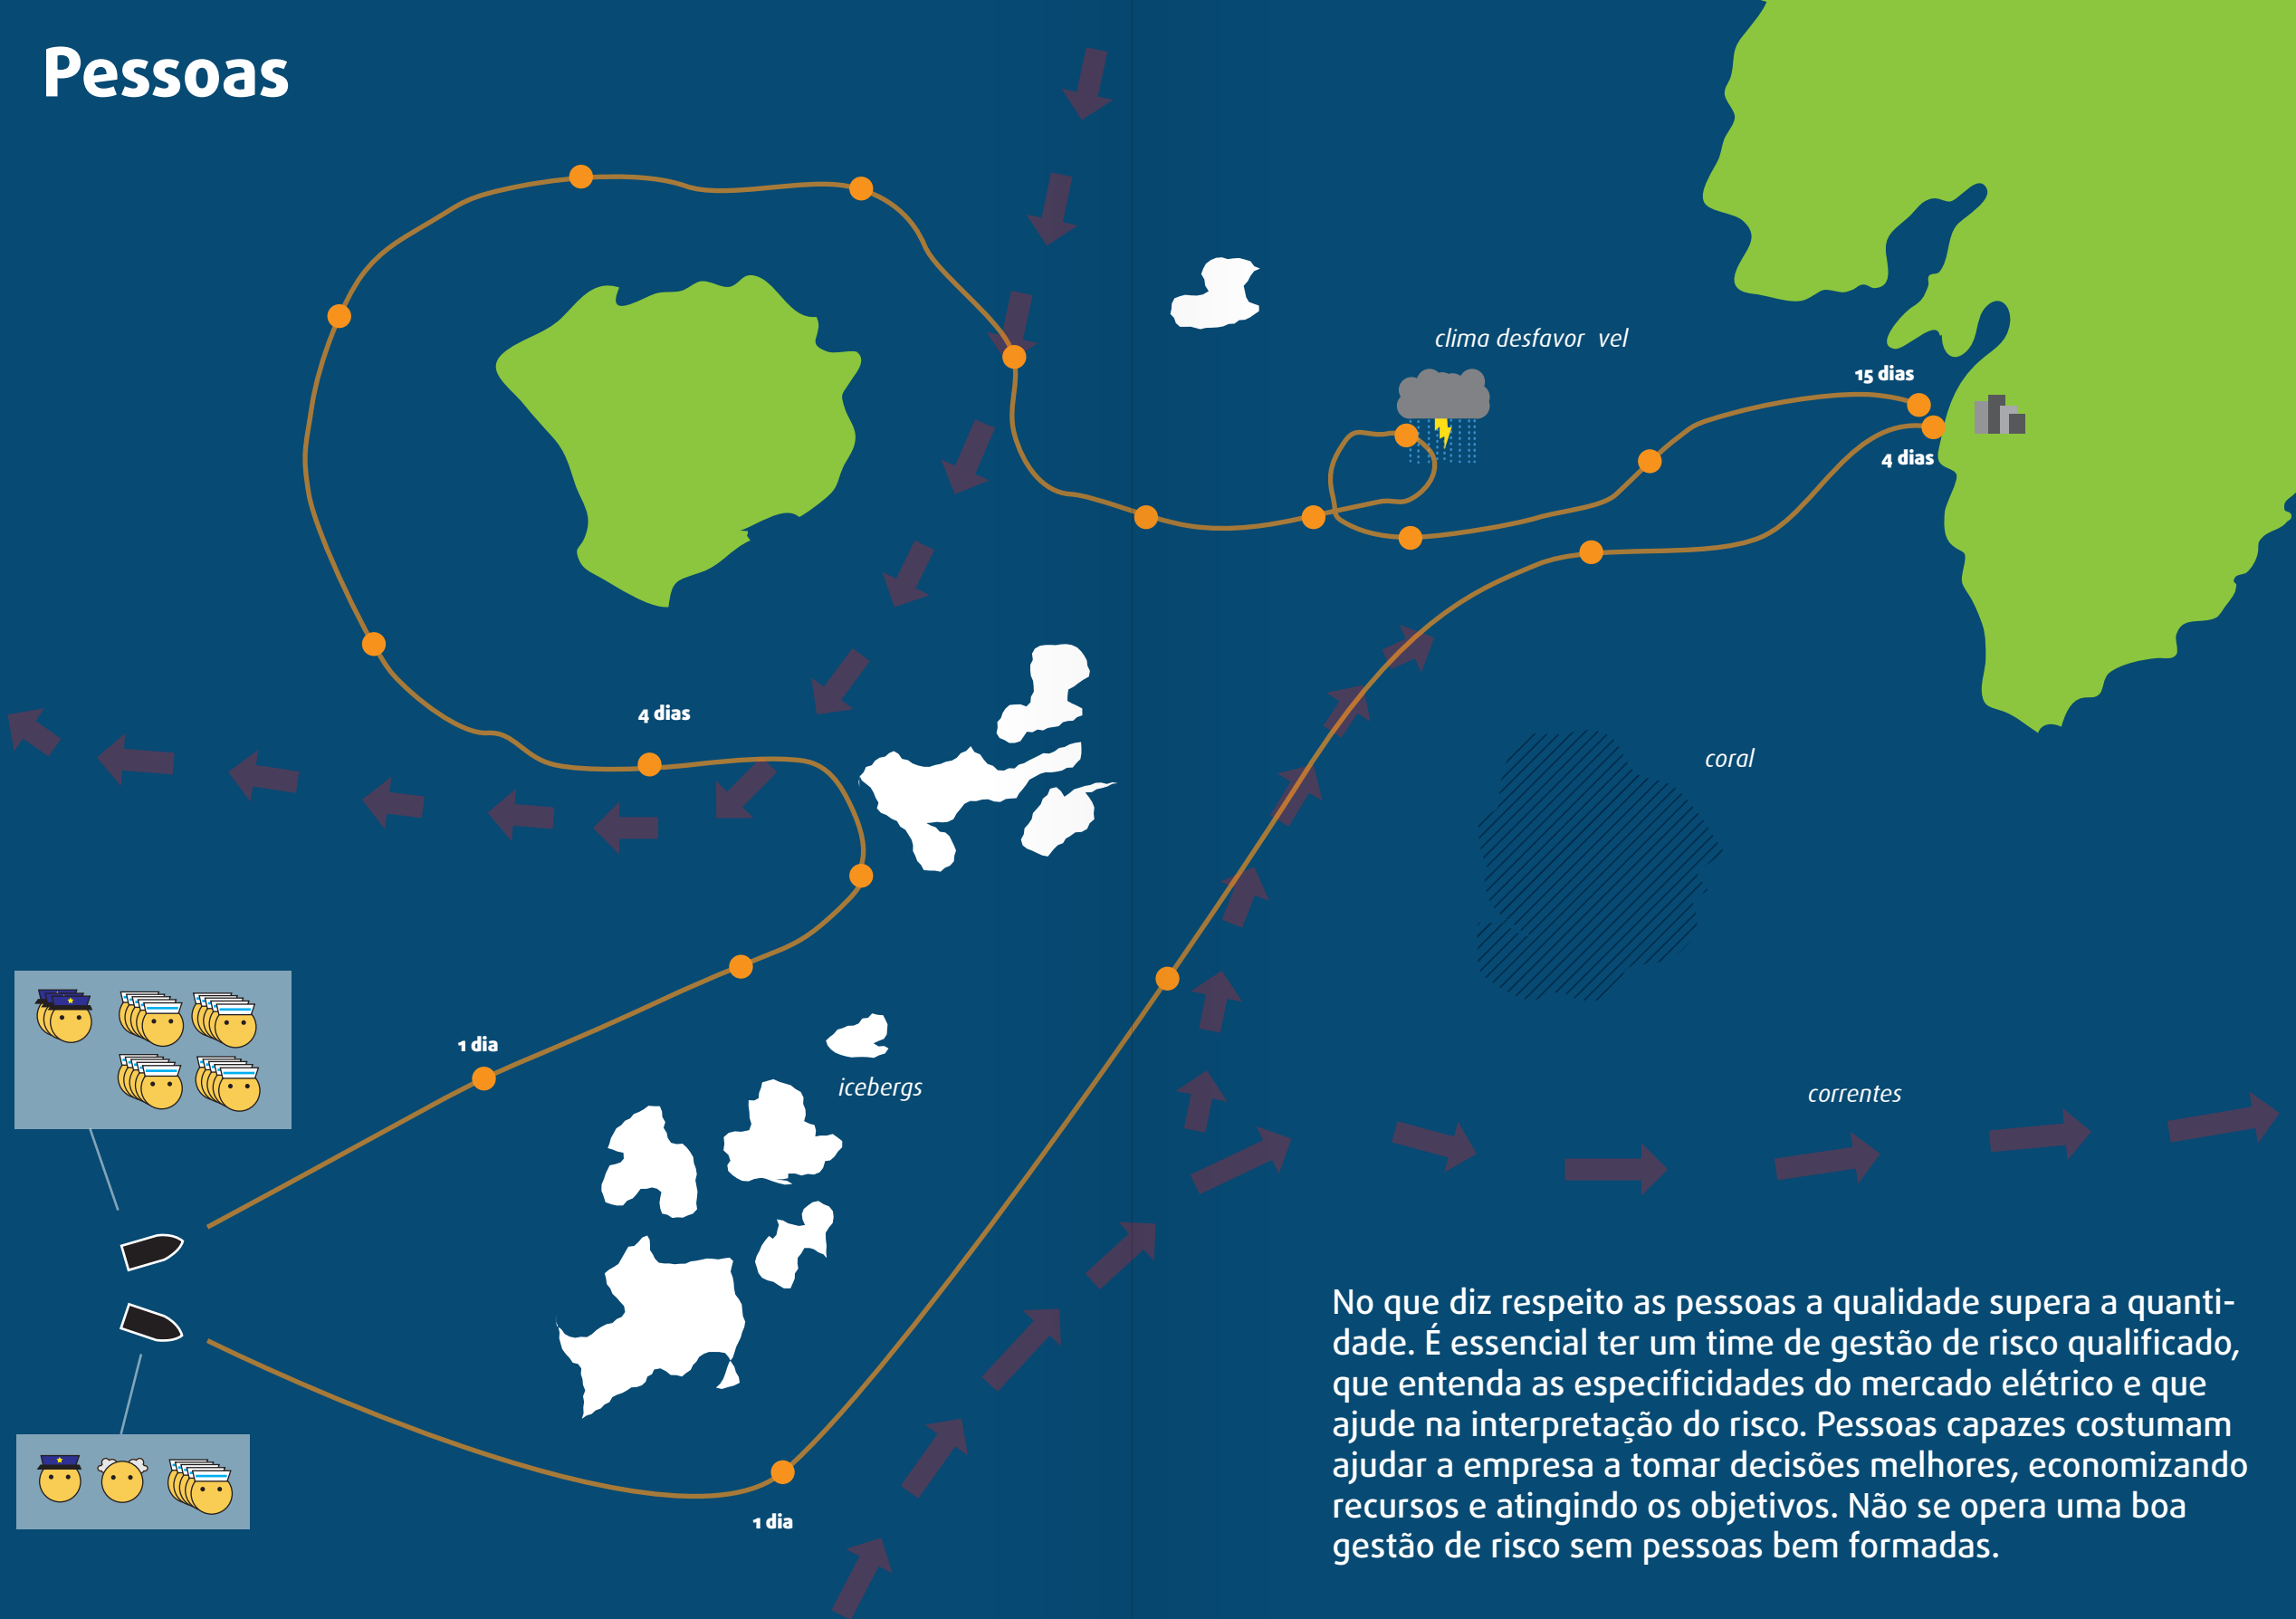 Pessoas
clima desfavor vel
15 dias
4 dias
4 dias
coral
1 dia
icebergs
correntes
1 dia
No que diz respeito as pessoas a qualidade supera a quanti-
dade. É essencial ter um time de gestão de risco qualificado,
que entenda as especificidades do mercado elétrico e que
ajude na interpretação do risco. Pessoas capazes costumam
ajudar a empresa a tomar decisões melhores, economizando
recursos e atingindo os objetivos. Não se opera uma boa
gestão de risco sem pessoas bem formadas.